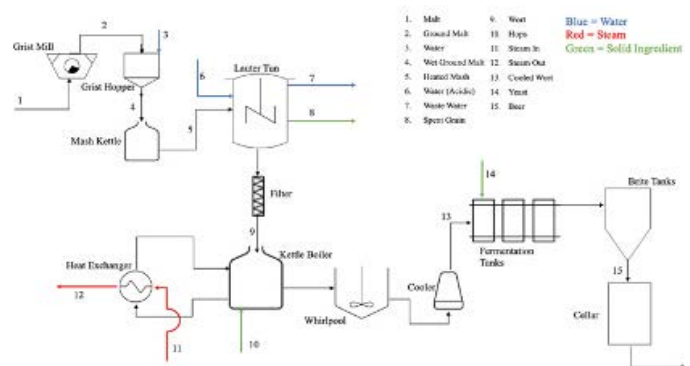 2
Grist Mill
3
Grist Hopper
1
4
Mash Kettle
5
6
Lauter Tun
7
8
Filter
9
Heat Exchanger
Kettle Boiler
12
11
10
Whirlpool
Cooler
13
14
Fermentation
Tanks
Brite Tanks
15
Cellar
1. Malt
2. Ground Malt
3. Water
4. Wet Ground Malt
5. Heated Mash
6. Water (Acidic)
7. Waste Water
8. Spent Grain
9. Wort
10. Hops
11. Steam In
12. Steam Out
13. Cooled Wort
14. Yeast
15. Beer
Blue = Water
Red = Steam
Green = Solid Ingredient